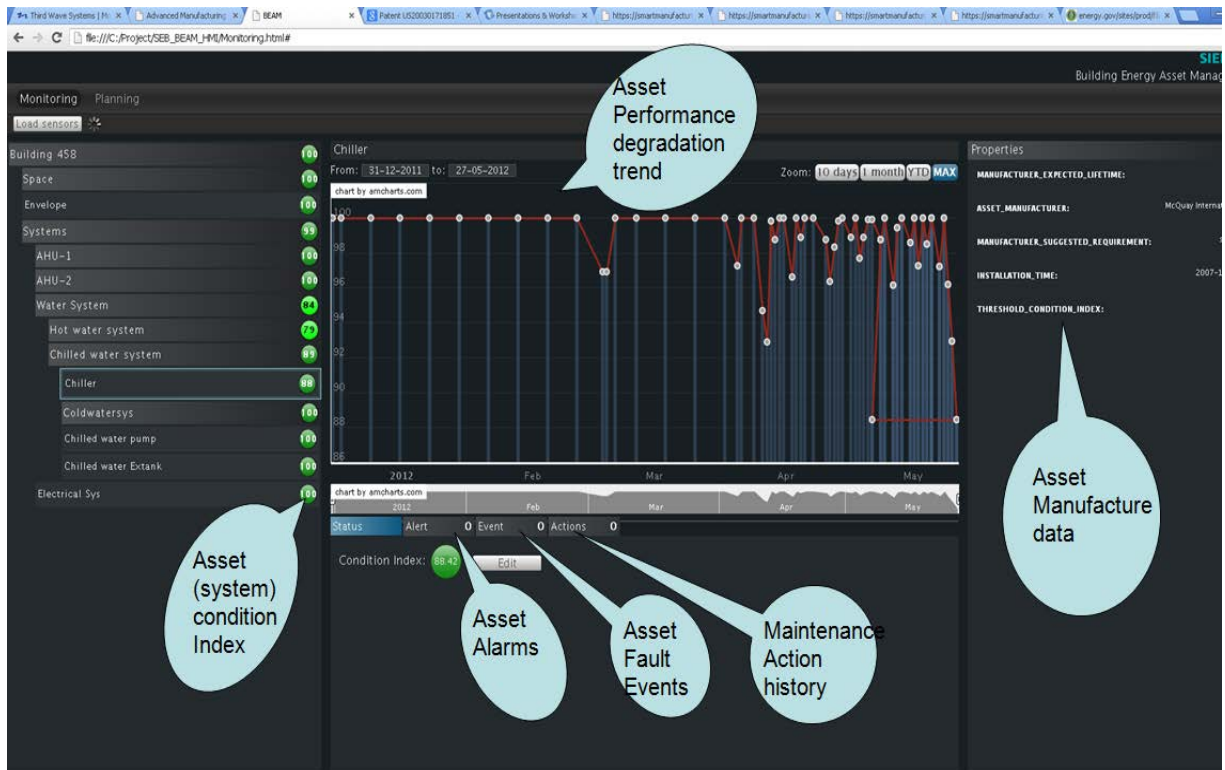 Third Wave Systems | M
Advanced Manufacturing
BEAM
Patent US20030171851
Presentations & Worksho
https://smartmanufactur
https://smartmanufactu
https://smartmanufactu
https://smartmanufactur
energy.gov/sites/prod/fil
file:///C:/Project/SEB_BEAM_HMI/Monitoring.html#
SIE
Building Energy Asset Manag
Monitoring Planning
Load sensors
Building 458 100
Space 100
Envelope 100
Systems 99
AHU-1 100
AHU-2 100
Water System 84
Hot water system 79
Chilled water system 89
Chiller 88
Coldwatersys 100
Chilled water pump 100
Chilled water Extank 100
Electrical Sys 100
Asset
(system)
condition
Index
Chiller
From: 31-12-2011 to: 27-05-2012
Zoom: 10 days 1 month YTD MAX
chart by amcharts.com
100
98
96
94
92
90
88
86
2012 Feb Mar Apr May
chart by amcharts.com
2012 Feb Mar Apr May
Asset
Performance
degradation
trend
Status Alert 0 Event 0 Actions 0
Condition Index: 88.42 Edit
Asset
Alarms
Asset
Fault
Events
Maintenance
Action
history
Properties
MANUFACTURER_EXPECTED_LIFETIME:
ASSET_MANUFACTURER: McQuay Internat
MANUFACTURER_SUGGESTED_REQUIREMENT:
INSTALLATION_TIME: 2007-1
THRESHOLD_CONDITION_INDEX:
Asset
Manufacture
data